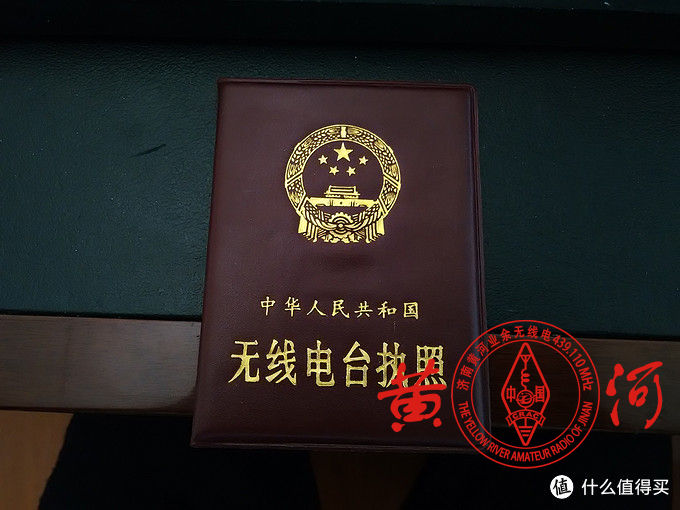 中华人民共和国
无线电台执照
黄 河
济南黄河业余无线电439.110MHz
中国
CRAC
THE YELLOW RIVER AMATEUR RADIO OF JINAN
值 什么值得买